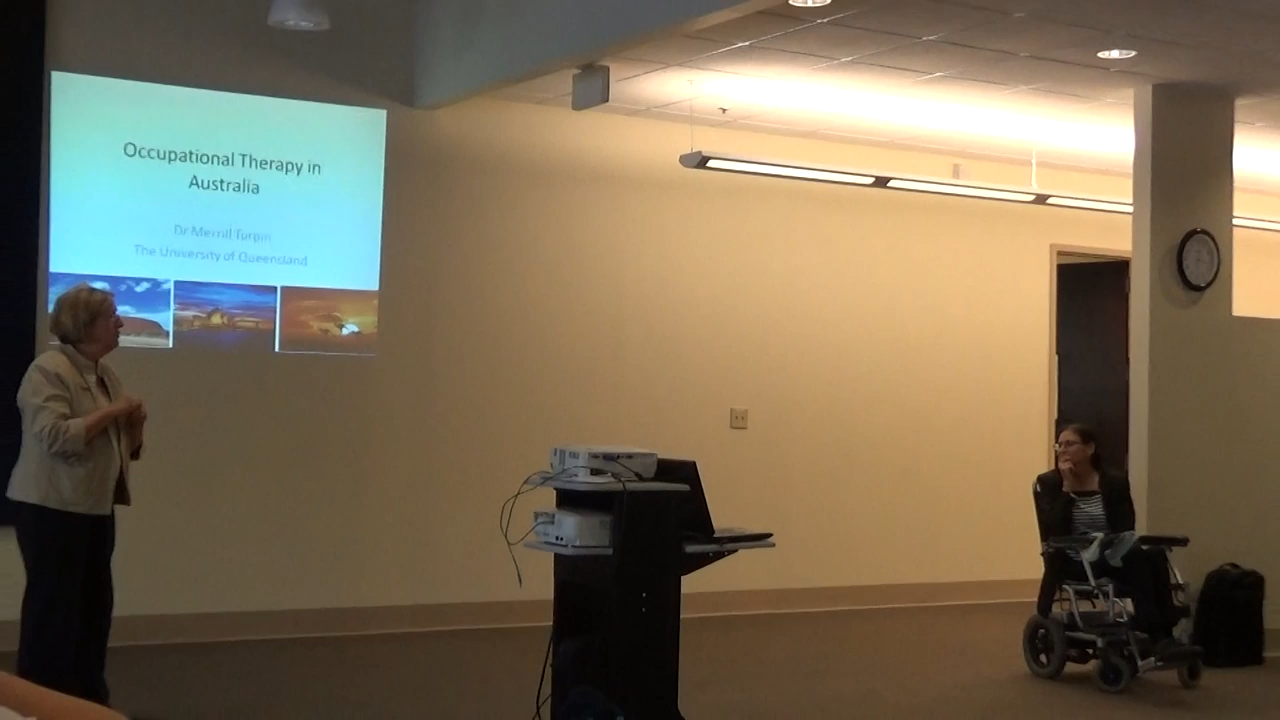 Occupational Therapy in
Australia
Dr Merrill Turpin
The University of Queensland